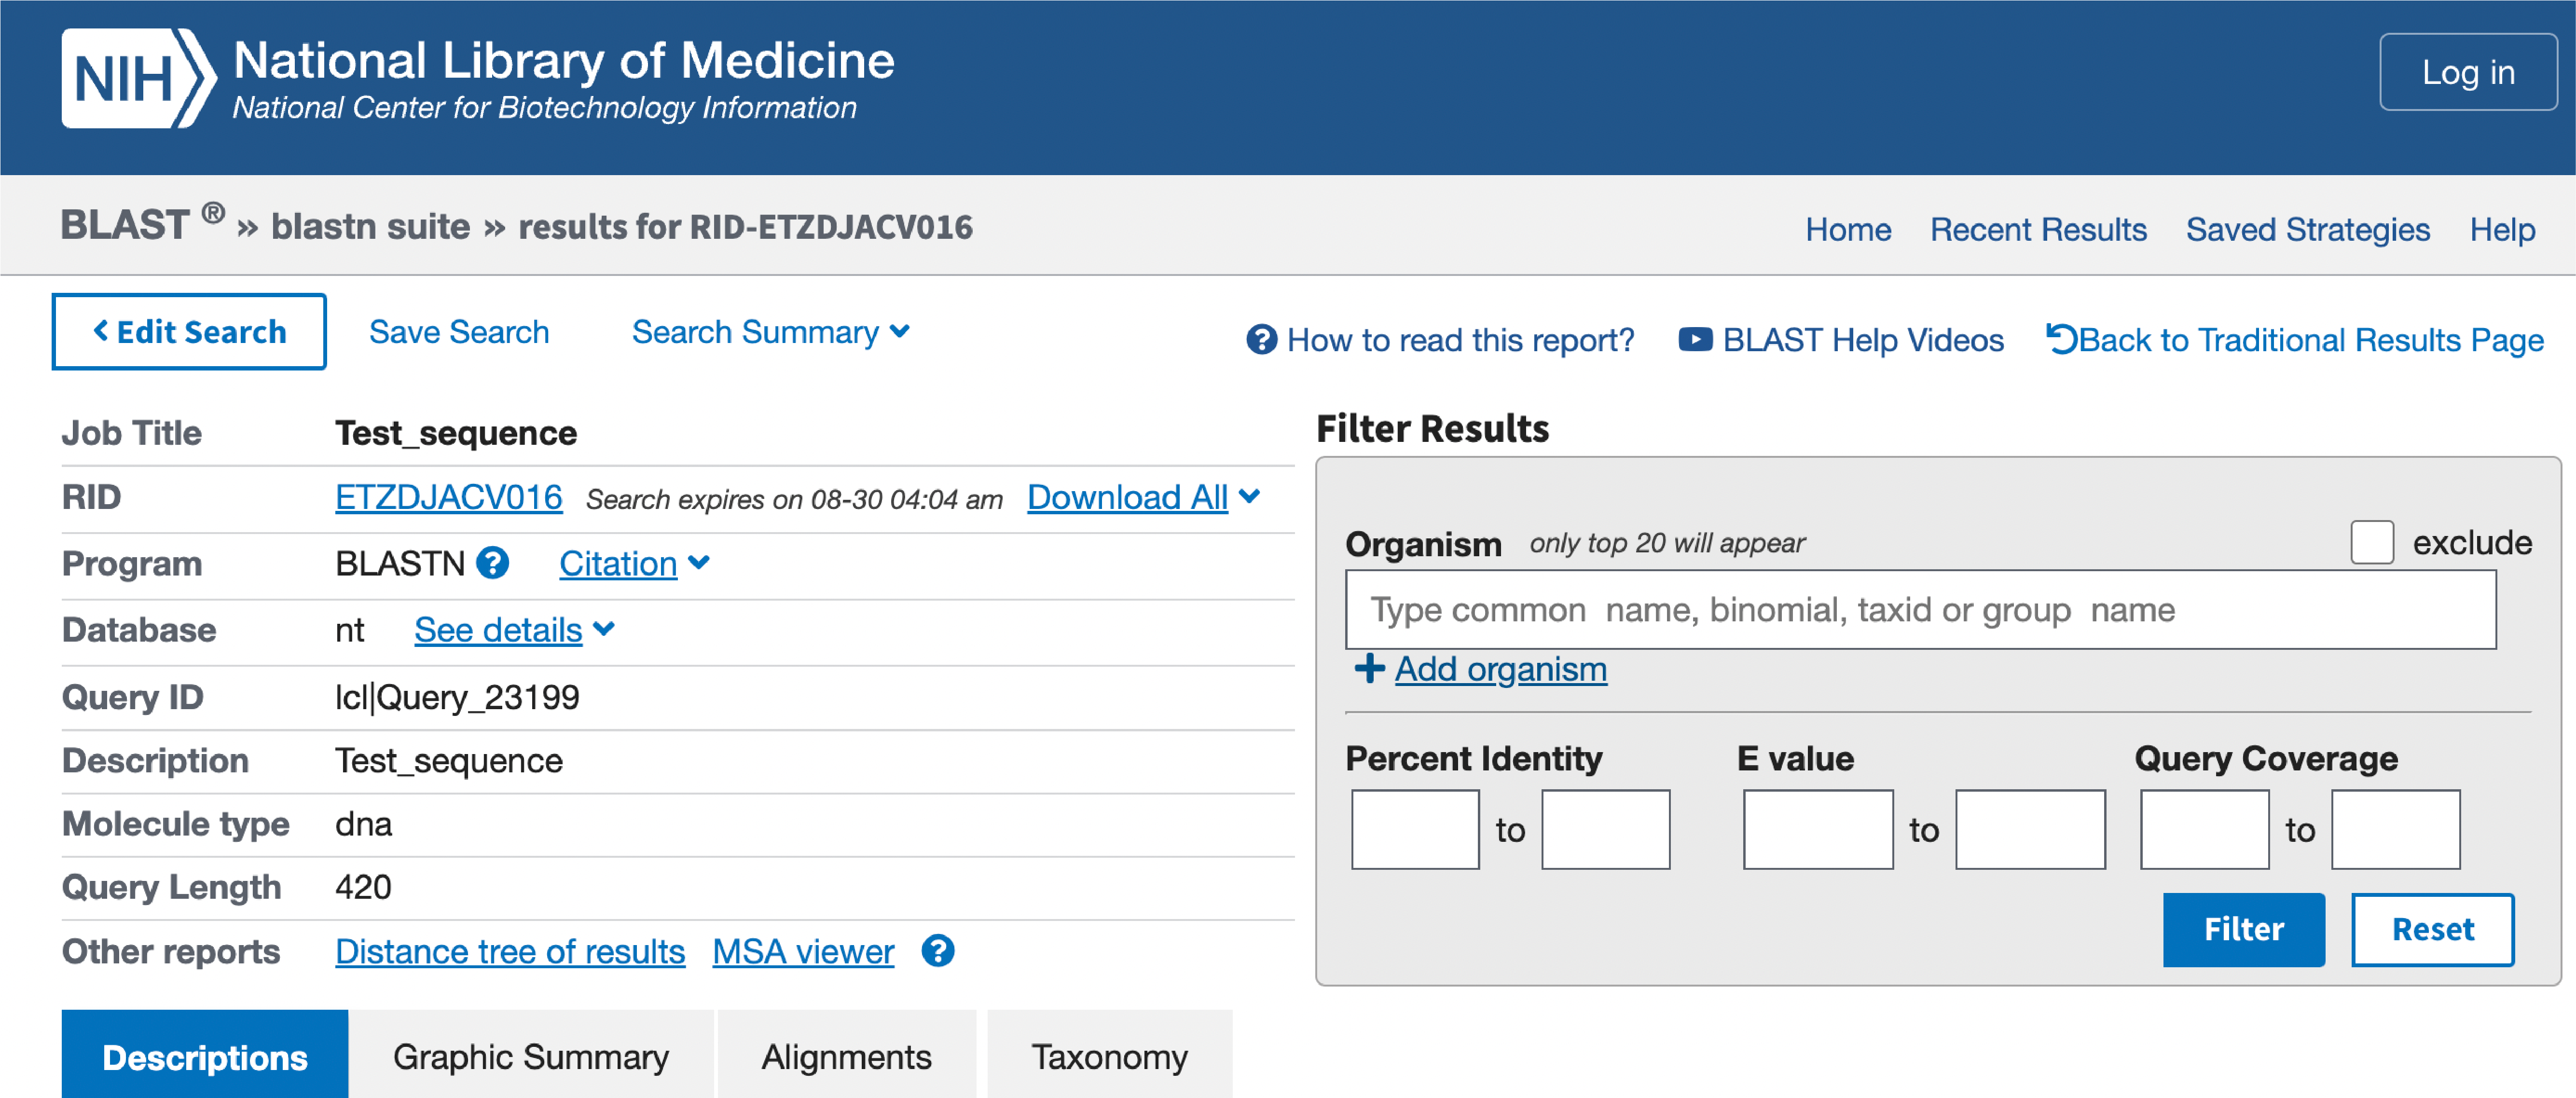 NIH National Library of Medicine
National Center for Biotechnology Information
Log in
BLAST ® » blastn suite » results for RID-ETZDJACV016
Home Recent Results Saved Strategies Help
Edit Search Save Search Search Summary
How to read this report? BLAST Help Videos Back to Traditional Results Page
Job Title Test_sequence
RID ETZDJACV016 Search expires on 08-30 04:04 am Download All
Program BLASTN ? Citation
Database nt See details
Query ID lcl|Query_23199
Description Test_sequence
Molecule type dna
Query Length 420
Other reports Distance tree of results MSA viewer ?
Filter Results
Organism only top 20 will appear exclude
Type common name, binomial, taxid or group name
Add organism
Percent Identity E value Query Coverage
to to to
Filter Reset
Descriptions Graphic Summary Alignments Taxonomy